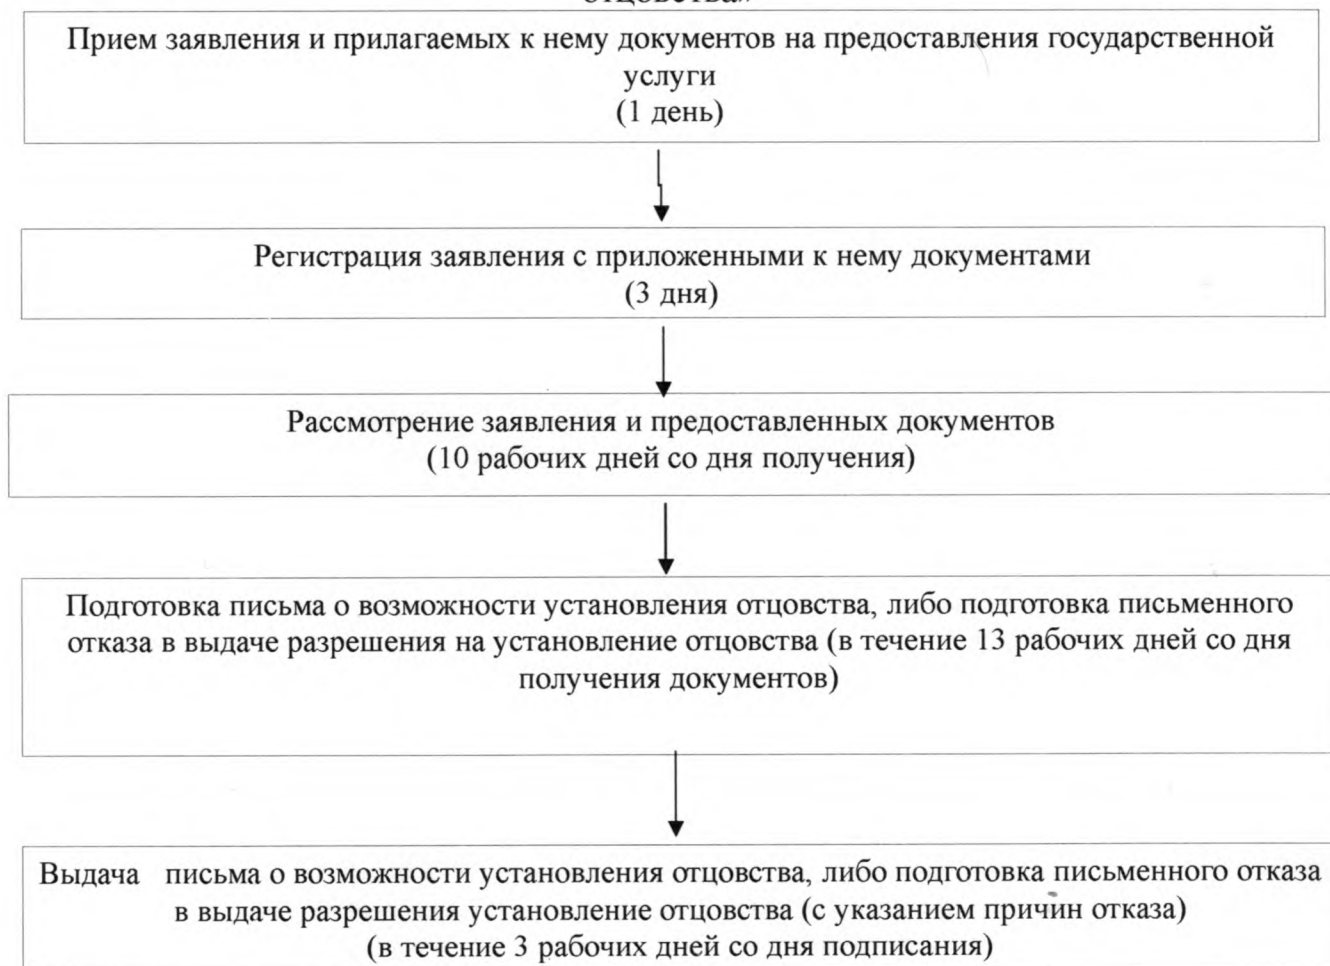 отцовства»
Прием заявления и прилагаемых к нему документов на предоставления государственной
услуги
(1 день)
Регистрация заявления с приложенными к нему документами
(3 дня)
Рассмотрение заявления и предоставленных документов
(10 рабочих дней со дня получения)
Подготовка письма о возможности установления отцовства, либо подготовка письменного
отказа в выдаче разрешения на установление отцовства (в течение 13 рабочих дней со дня
получения документов)
Выдача письма о возможности установления отцовства, либо подготовка письменного отказа
в выдаче разрешения установление отцовства (с указанием причин отказа)
(в течение 3 рабочих дней со дня подписания)